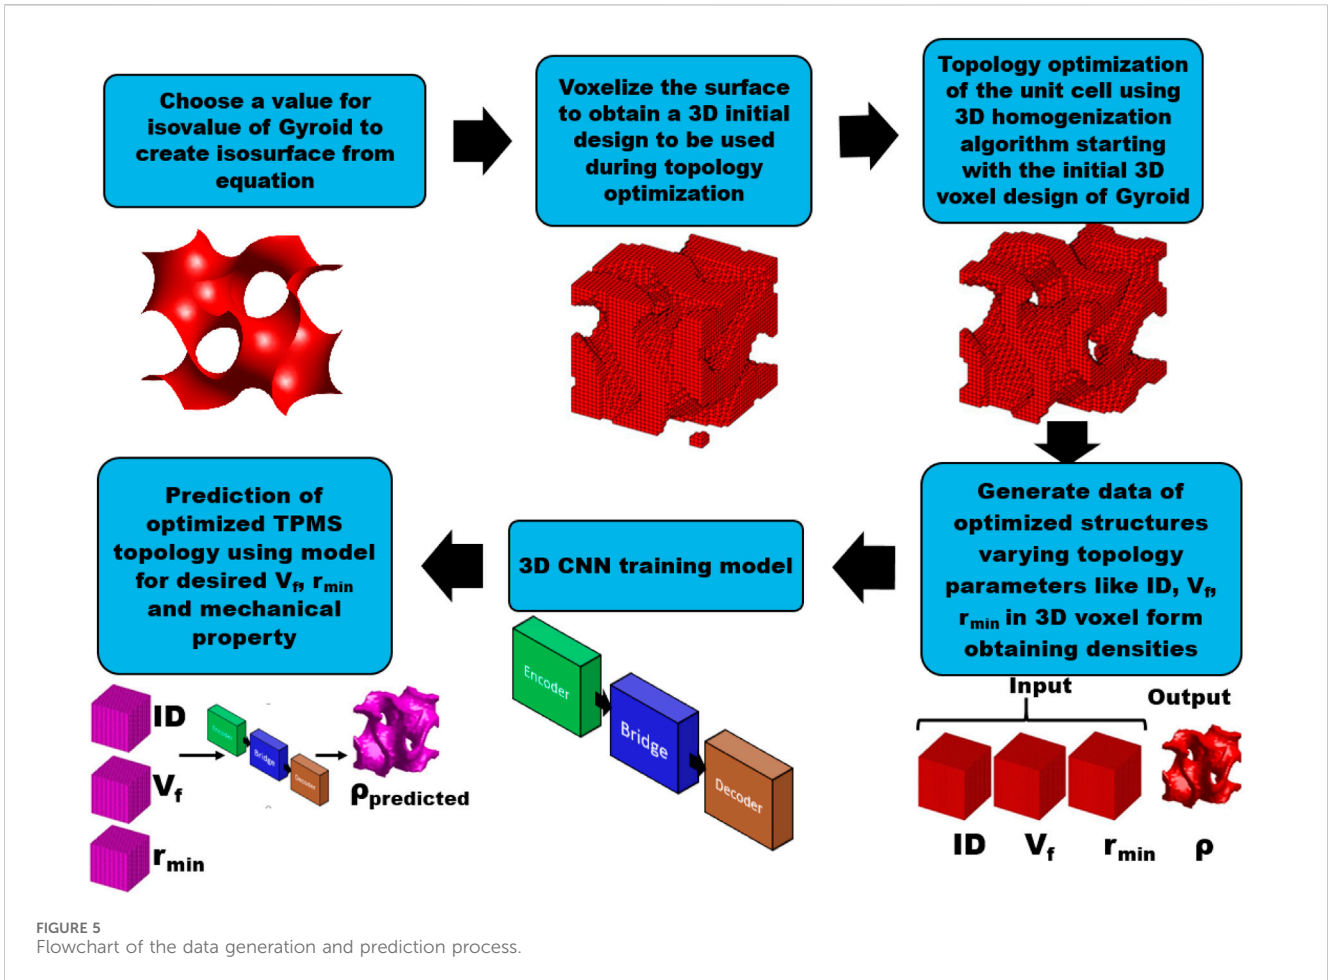 Choose a value for
isovalue of Gyroid to
create isosurface from
equation
Voxelize the surface
to obtain a 3D initial
design to be used
during topology
optimization
Topology optimization
of the unit cell using
3D homogenization
algorithm starting
with the initial 3D
voxel design of Gyroid
Generate data of
optimized structures
varying topology
parameters like ID, Vf,
rmin in 3D voxel form
obtaining densities
Input
Output
ID
Vf
rmin
ρ
3D CNN training model
Encoder
Bridge
Decoder
Prediction of
optimized TPMS
topology using model
for desired Vf, rmin
and mechanical
property
ID
Vf
rmin
Encoder
Bridge
Decoder
ρpredicted
FIGURE 5
Flowchart of the data generation and prediction process.